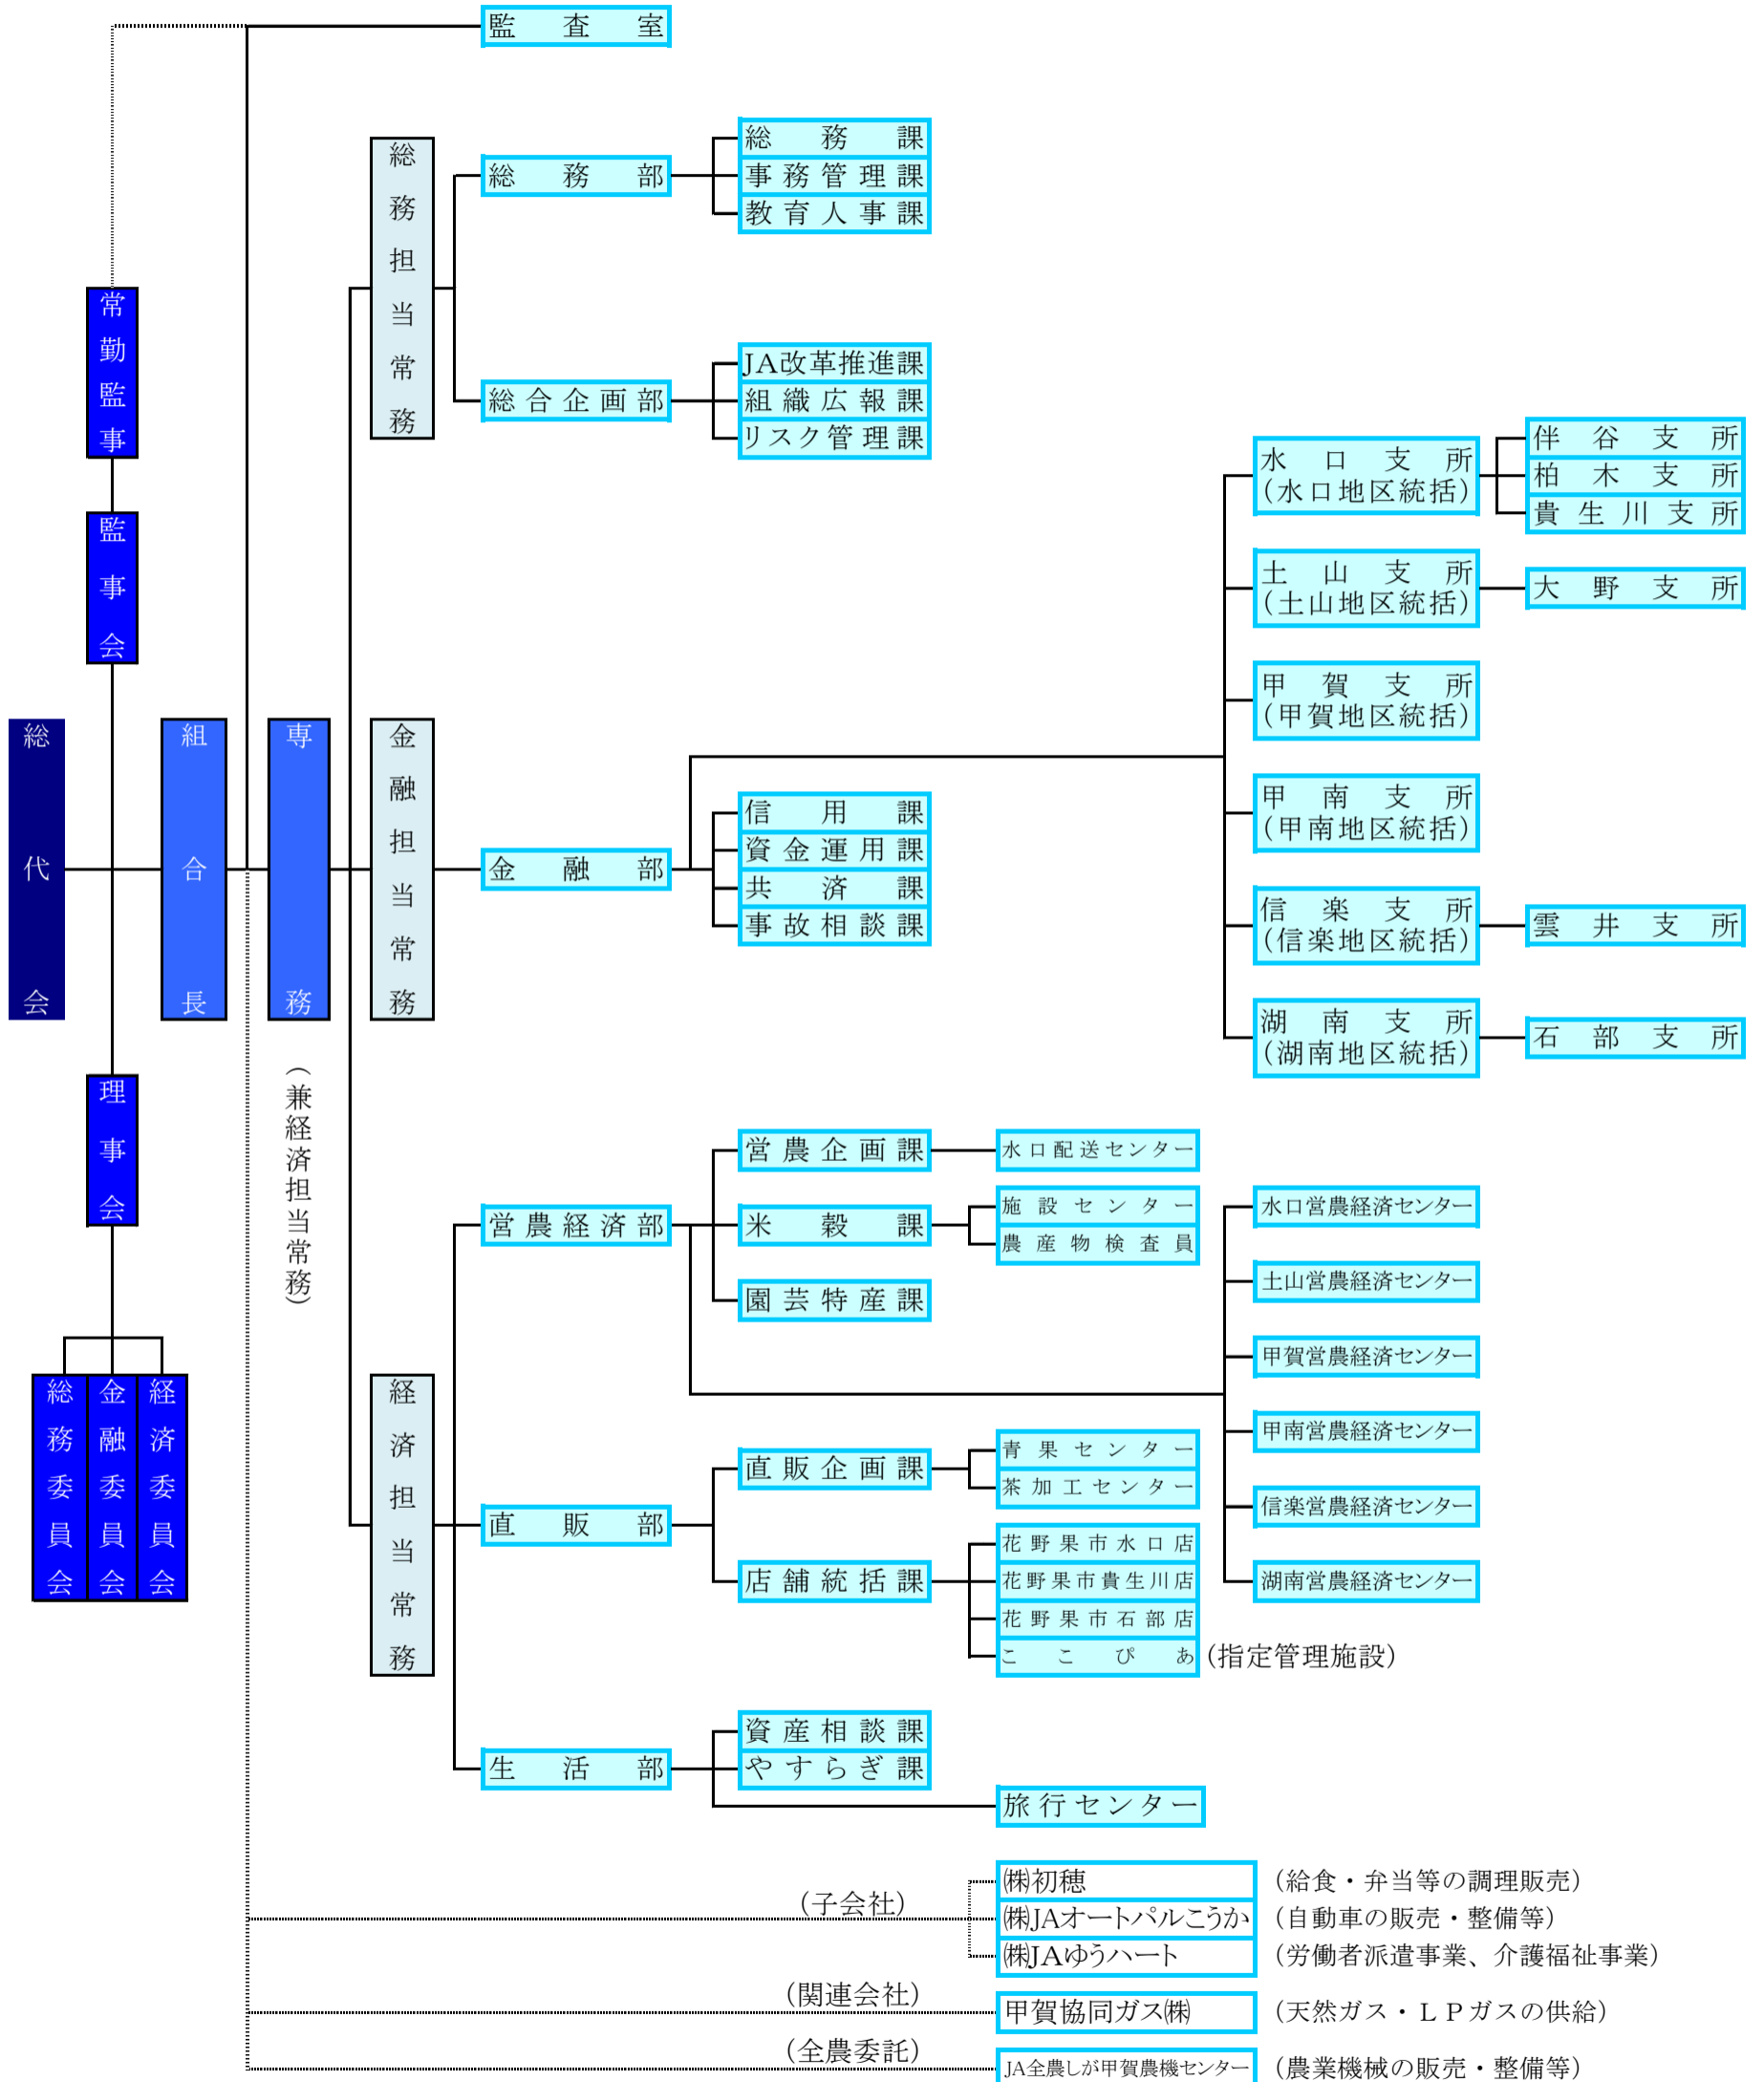 監査室
総務担当常務
総務部
総務課
事務管理課
教育人事課
総合企画部
JA改革推進課
組織広報課
リスク管理課
常勤監事
監事会
総代会
組合長
専務
(兼経済担当常務)
理事会
総務委員会
金融委員会
経済委員会
金融担当常務
金融部
信用課
資金運用課
共済課
事故相談課
水口支所
(水口地区統括)
伴谷支所
柏木支所
貴生川支所
土山支所
(土山地区統括)
大野支所
甲賀支所
(甲賀地区統括)
甲南支所
(甲南地区統括)
信楽支所
(信楽地区統括)
雲井支所
湖南支所
(湖南地区統括)
石部支所
経済担当常務
営農経済部
営農企画課
水口配送センター
米穀課
施設センター
農産物検査員
園芸特産課
水口営農経済センター
土山営農経済センター
甲賀営農経済センター
甲南営農経済センター
信楽営農経済センター
湖南営農経済センター
直販部
直販企画課
青果センター
茶加工センター
店舗統括課
花野果市水口店
花野果市貴生川店
花野果市石部店
ここぴあ (指定管理施設)
生活部
資産相談課
やすらぎ課
旅行センター
(子会社)
㈱初穂 (給食・弁当等の調理販売)
㈱JAオートパルこうか (自動車の販売・整備等)
㈱JAゆうハート (労働者派遣事業、介護福祉事業)
(関連会社)
甲賀協同ガス㈱ (天然ガス・ＬＰガスの供給)
(全農委託)
JA全農しが甲賀農機センター (農業機械の販売・整備等)